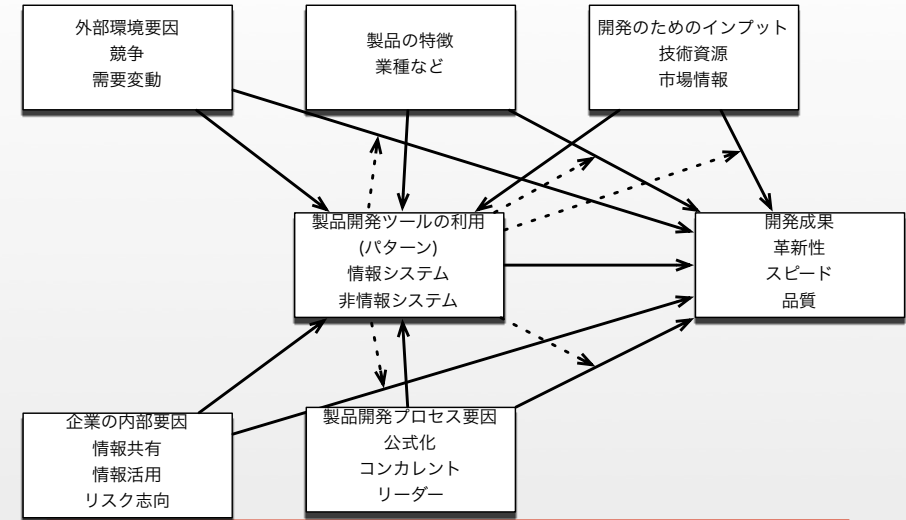 外部環境要因
競争
需要変動
製品の特徴
業種など
開発のためのインプット
技術資源
市場情報
製品開発ツールの利用
(パターン)
情報システム
非情報システム
開発成果
革新性
スピード
品質
企業の内部要因
情報共有
情報活用
リスク志向
製品開発プロセス要因
公式化
コンカレント
リーダー